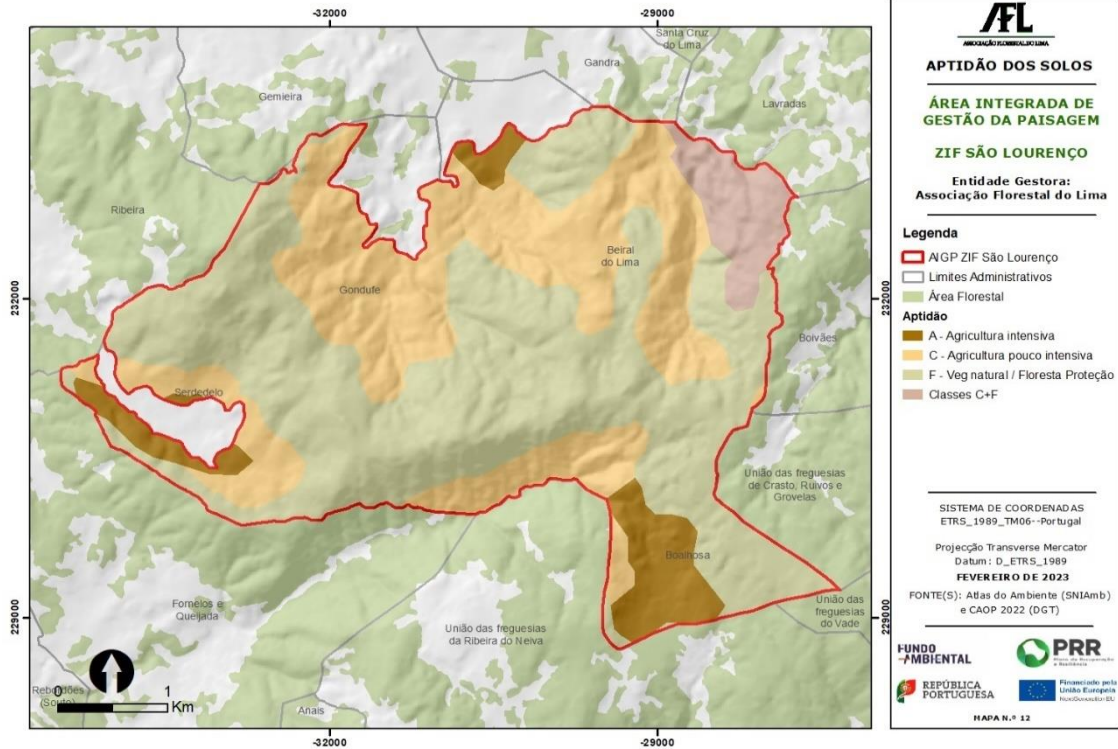 -32000
-29000
Santa Cruz
do Lima
Gandra
Gemieira
Lavradas
Ribeira
Beiral
do Lima
Gondufe
232000
232000
Boivães
Serdedelo
União das freguesias
de Crasto, Ruivos e
Grovelas
Boalhosa
União das
freguesias
do Vade
229000
229000
Fornelos e
Queijada
União das freguesias
da Ribeira do Neiva
Rebordões
(Souto)
Anais
0 1
Km
-32000
-29000
AFL
ASSOCIAÇÃO FLORESTAL DO LIMA
APTIDÃO DOS SOLOS
ÁREA INTEGRADA DE
GESTÃO DA PAISAGEM
ZIF SÃO LOURENÇO
Entidade Gestora:
Associação Florestal do Lima
Legenda
AIGP ZIF São Lourenço
Limites Administrativos
Área Florestal
Aptidão
A - Agricultura intensiva
C - Agricultura pouco intensiva
F - Veg natural / Floresta Proteção
Classes C+F
SISTEMA DE COORDENADAS
ETRS_1989_TM06--Portugal
Projecção Transverse Mercator
Datum: D_ETRS_1989
FEVEREIRO DE 2023
FONTE(S): Atlas do Ambiente (SNIAmb)
e CAOP 2022 (DGT)
FUNDO
AMBIENTAL
PRR
Plano de Recuperação
e Resiliência
REPÚBLICA
PORTUGUESA
Financiado pela
União Europeia
NextGenerationEU
MAPA N.º 12